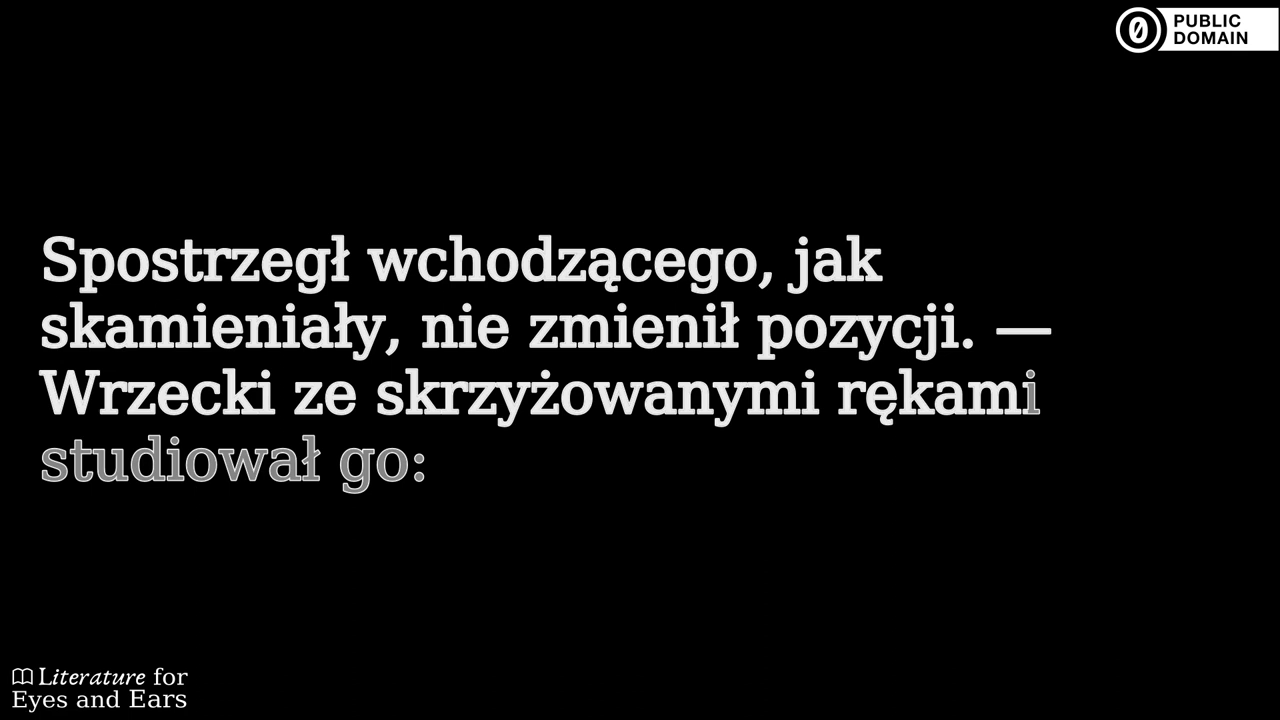 PUBLIC
DOMAIN
Spostrzegł wchodzącego, jak
skamieniały, nie zmienił pozycji. —
Wrzecki ze skrzyżowanymi rękami
studiował go:
Literature for
Eyes and Ears